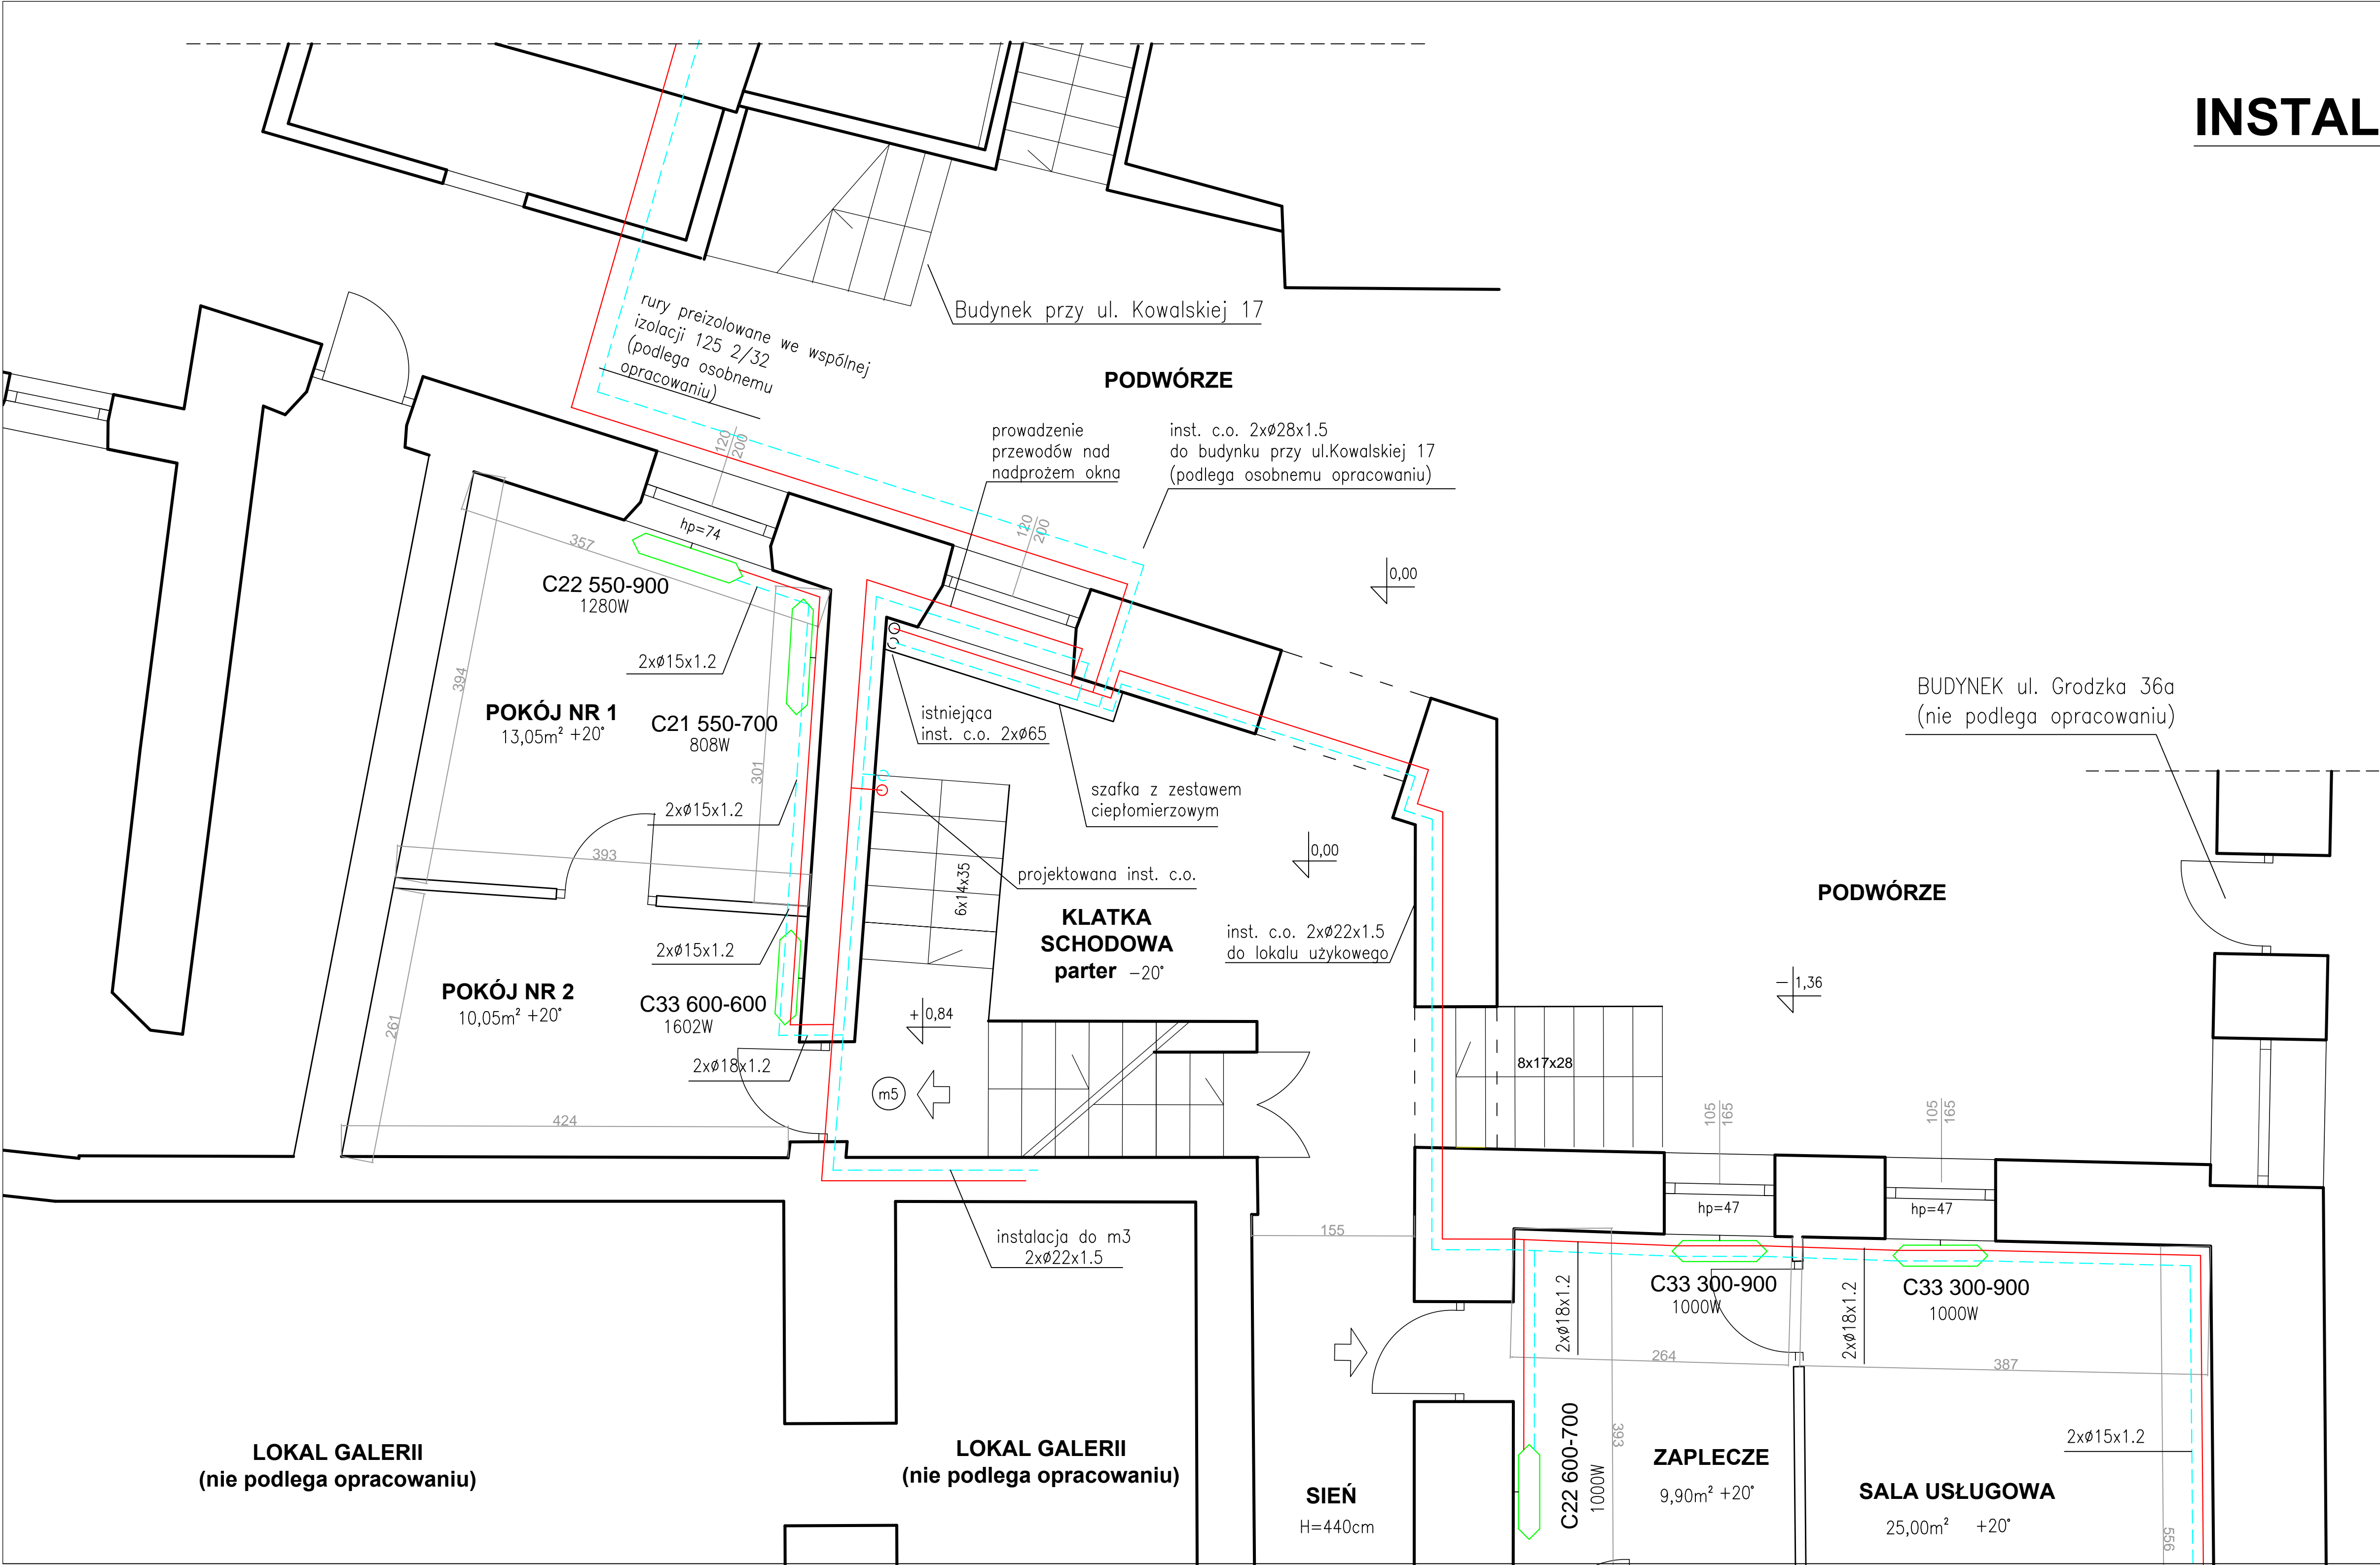 INSTAL
Budynek przy ul. Kowalskiej 17
rury preizolowane we wspólnej
izolacji 125 2/32
(podlega osobnemu
opracowaniu)
PODWÓRZE
120
200
prowadzenie
przewodów nad
nadprożem okna
inst. c.o. 2xø28x1.5
do budynku przy ul.Kowalskiej 17
(podlega osobnemu opracowaniu)
120
200
hp=74
357
C22 550-900
1280W
0,00
2xø15x1.2
394
POKÓJ NR 1
13,05m² +20°
C21 550-700
808W
301
istniejąca
inst. c.o. 2xø65
BUDYNEK ul. Grodzka 36a
(nie podlega opracowaniu)
szafka z zestawem
ciepłomierzowym
2xø15x1.2
393
0,00
projektowana inst. c.o.
6x14x35
PODWÓRZE
KLATKA
SCHODOWA
parter -20°
inst. c.o. 2xø22x1.5
do lokalu użykowego
2xø15x1.2
POKÓJ NR 2
10,05m² +20°
C33 600-600
1602W
261
+0,84
-1,36
2xø18x1.2
m5
8x17x28
424
105
165
105
165
hp=47
hp=47
155
instalacja do m3
2xø22x1.5
2xø18x1.2
C33 300-900
1000W
2xø18x1.2
C33 300-900
1000W
264
387
C22 600-700
1000W
393
2xø15x1.2
LOKAL GALERII
(nie podlega opracowaniu)
LOKAL GALERII
(nie podlega opracowaniu)
SIEŃ
H=440cm
ZAPLECZE
9,90m² +20°
SALA USŁUGOWA
25,00m² +20°
556